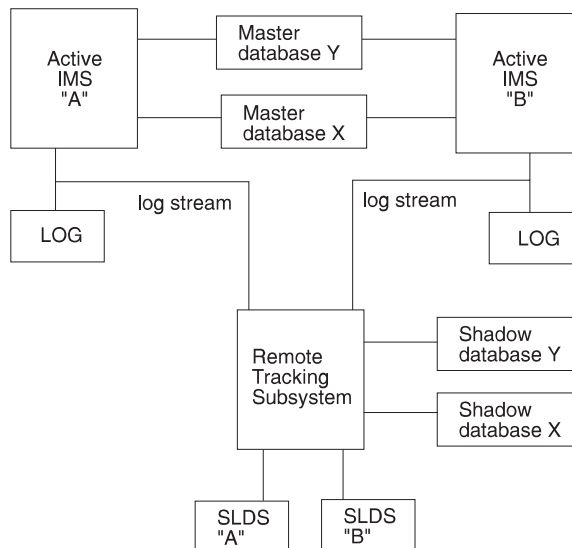 Active
IMS
"A"
Master
database Y
Active
IMS
"B"
Master
database X
log stream
log stream
LOG
LOG
Remote
Tracking
Subsystem
Shadow
database Y
Shadow
database X
SLDS
"A"
SLDS
"B"